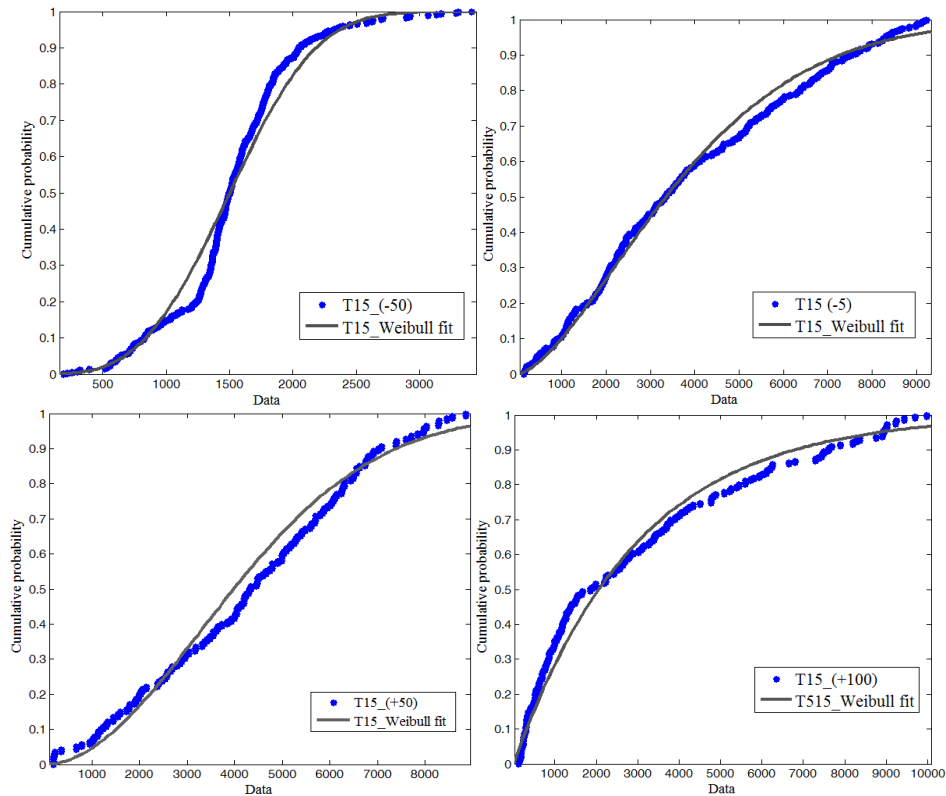 1
0.9
0.8
0.7
0.6
0.5
0.4
0.3
0.2
0.1
0
Cumulative probability
T15_(-50)
T15_Weibull fit
500 1000 1500 2000 2500 3000
Data
1
0.9
0.8
0.7
0.6
0.5
0.4
0.3
0.2
0.1
0
Cumulative probability
T15 (-5)
T15_Weibull fit
1000 2000 3000 4000 5000 6000 7000 8000 9000
Data
1
0.9
0.8
0.7
0.6
0.5
0.4
0.3
0.2
0.1
0
Cumulative probability
T15_(+50)
T15_Weibull fit
1000 2000 3000 4000 5000 6000 7000 8000
Data
1
0.9
0.8
0.7
0.6
0.5
0.4
0.3
0.2
0.1
0
Cumulative probability
T15_(+100)
T515_Weibull fit
1000 2000 3000 4000 5000 6000 7000 8000 9000 10000
Data